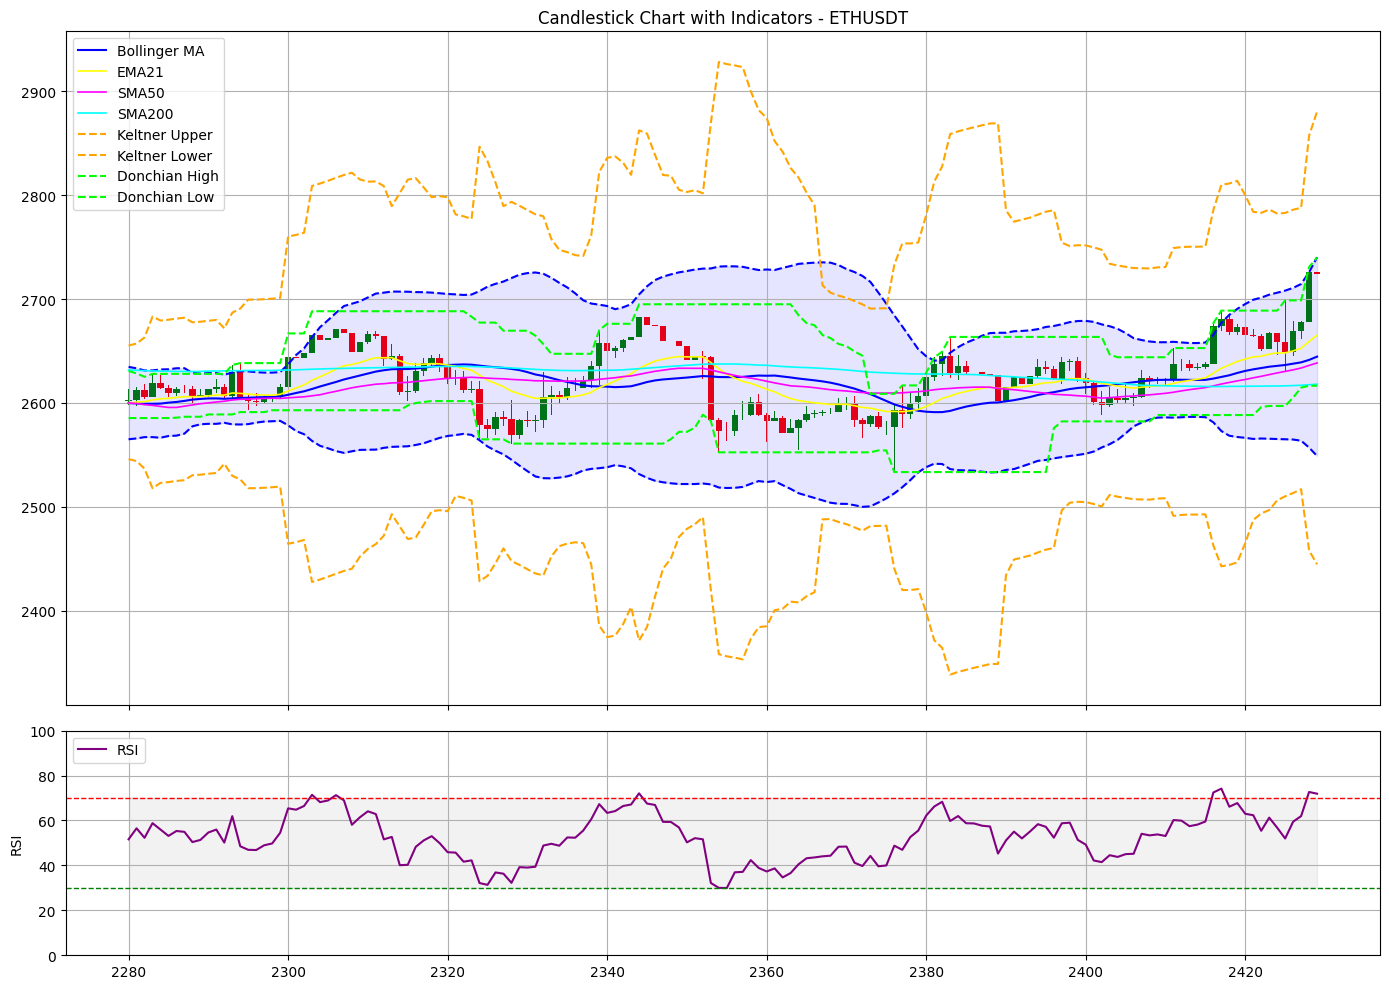 Candlestick Chart with Indicators - ETHUSDT
Bollinger MA
EMA21
SMA50
SMA200
Keltner Upper
Keltner Lower
Donchian High
Donchian Low
2900
2800
2700
2600
2500
2400
RSI
100
80
60
40
20
0
RSI
2280 2300 2320 2340 2360 2380 2400 2420